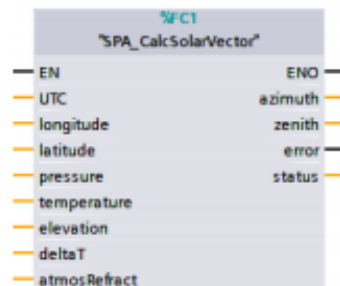 %FC1
"SPA_CalcSolarVector"
EN ENO
UTC azimuth
longitude zenith
latitude error
pressure status
temperature
elevation
deltaT
atmosRefract